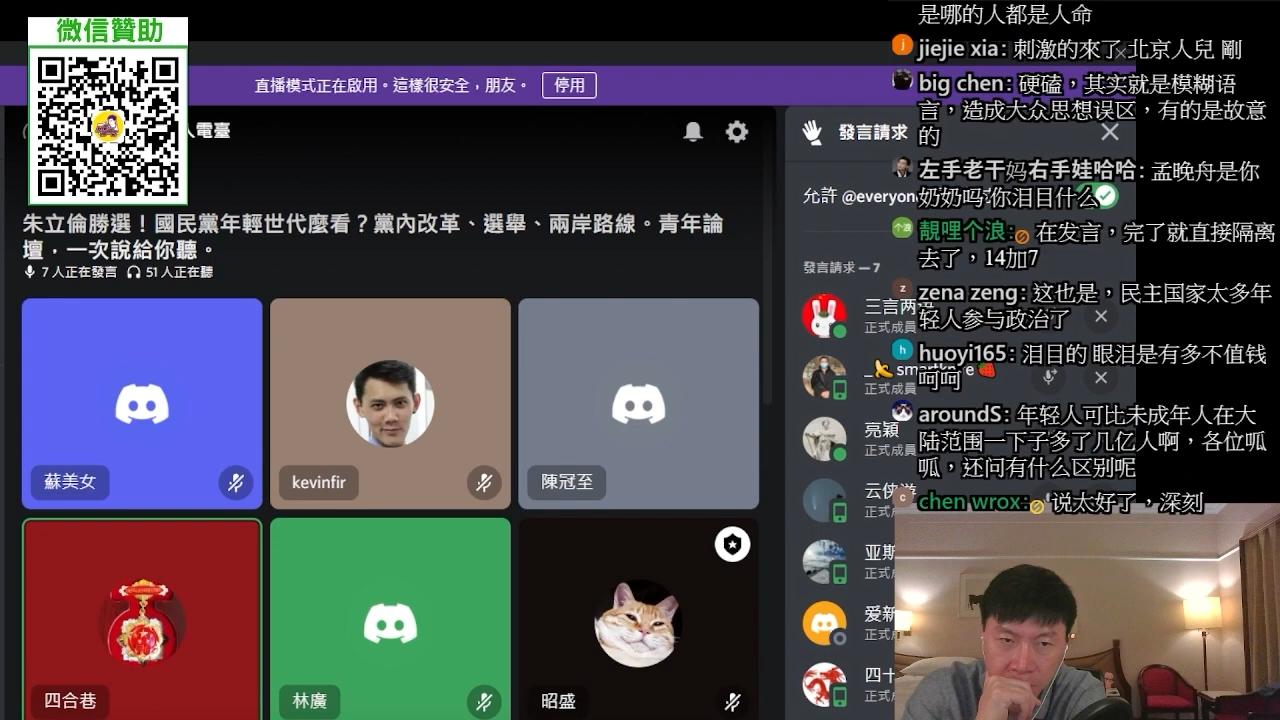 微信贊助
直播模式正在啟用。這樣很安全，朋友。
停用
人電臺
朱立倫勝選！國民黨年輕世代麼看？黨內改革、選舉、兩岸路線。青年論
壇，一次說給你聽。
7 人正在發言 51 人正在聽
蘇美女
kevinfir
陳冠至
四合巷
林廣
昭盛
發言請求
允許 @everyone
發言請求 — 7
三言两语
正式成員
smartknife
正式成員
亮穎
正式成員
云侠游
正式成
亚斯
正式成
爱新
正式成
四十
正式成
是哪的人都是人命
jiejie xia: 刺激的來了 北京人兒 剛
big chen: 硬磕，其实就是模糊语
言，造成大众思想误区，有的是故意
的
左手老干妈右手娃哈哈: 孟晚舟是你
奶奶吗 你泪目什么
靚哩个浪: 在发言，完了就直接隔离
去了，14加7
zena zeng: 这也是，民主国家太多年
轻人参与政治了
huoyi165: 泪目的 眼泪是有多不值钱
呵呵
aroundS: 年轻人可比未成年人在大
陆范围一下子多了几亿人啊，各位呱
呱，还问有什么区别呢
chen wrox: 说太好了，深刻